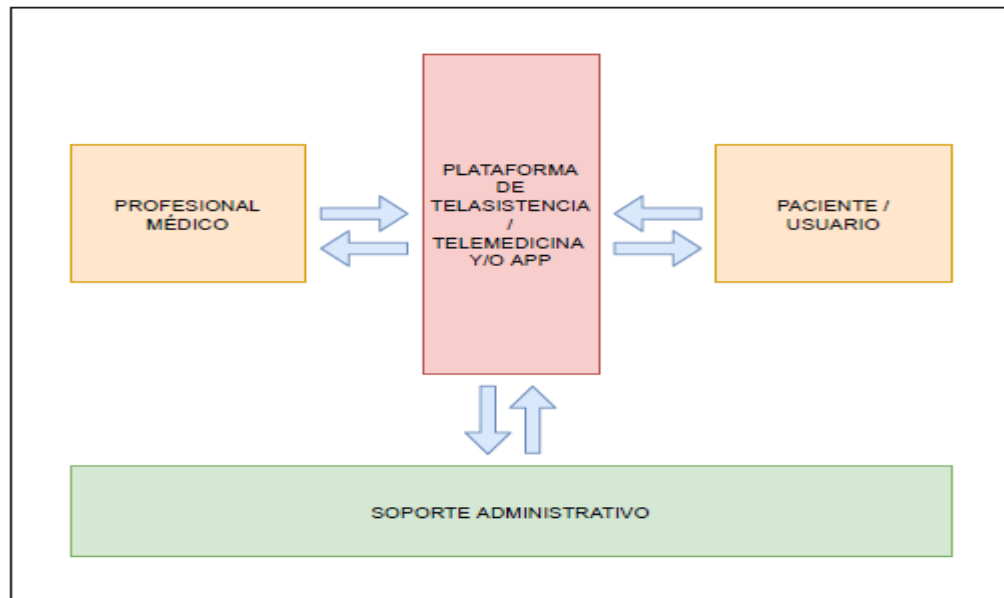 PROFESIONAL
MÉDICO
PLATAFORMA
DE
TELASISTENCIA
/
TELEMEDICINA
Y/O APP
PACIENTE /
USUARIO
SOPORTE ADMINISTRATIVO